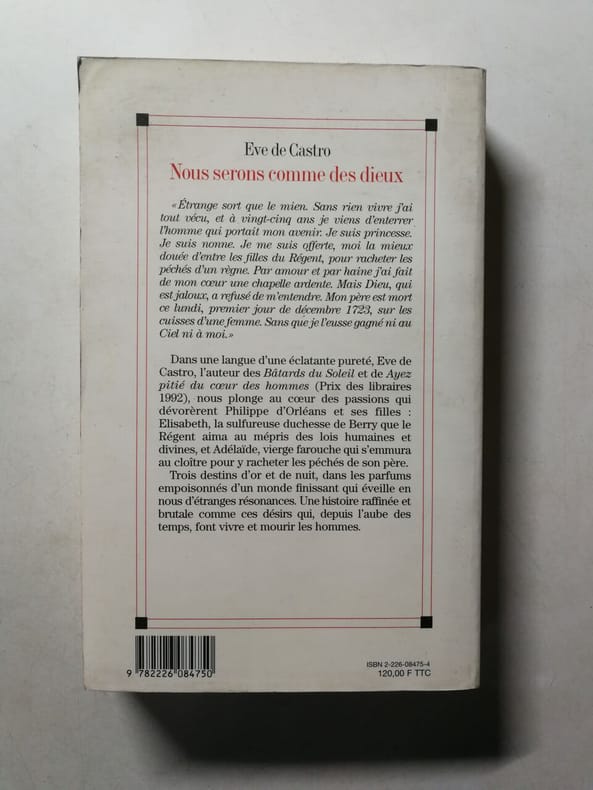 Eve de Castro
Nous serons comme des dieux
« Étrange sort que le mien. Sans rien vivre j'ai
tout vécu, et à vingt-cinq ans je viens d'enterrer
l'homme qui portait mon avenir. Je suis princesse.
Je suis nonne. Je me suis offerte, moi la mieux
douée d'entre les filles du Régent, pour racheter les
péchés d'un règne. Par amour et par haine j'ai fait
de mon cœur une chapelle ardente. Mais Dieu, qui
est jaloux, a refusé de m'entendre. Mon père est mort
ce lundi, premier jour de décembre 1723, sur les
cuisses d'une femme. Sans que je l'eusse gagné ni au
Ciel ni à moi. »
Dans une langue d'une éclatante pureté, Eve de
Castro, l'auteur des Bâtards du Soleil et de Ayez
pitié du cœur des hommes (Prix des libraires
1992), nous plonge au cœur des passions qui
dévorèrent Philippe d'Orléans et ses filles :
Elisabeth, la sulfureuse duchesse de Berry que le
Régent aima au mépris des lois humaines et
divines, et Adélaïde, vierge farouche qui s'emmura
au cloître pour y racheter les péchés de son père.
Trois destins d'or et de nuit, dans les parfums
empoisonnés d'un monde finissant qui éveille en
nous d'étranges résonances. Une histoire raffinée et
brutale comme ces désirs qui, depuis l'aube des
temps, font vivre et mourir les hommes.
9 782226 084750
ISBN 2-226-08475-4
120,00 F TTC